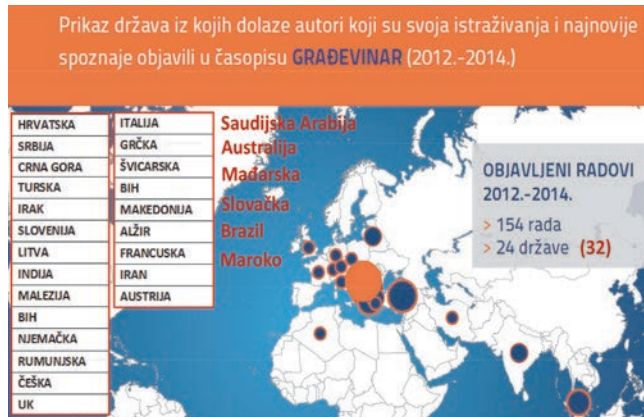 Prikaz država iz kojih dolaze autori koji su svoja istraživanja i najnovije
spoznaje objavili u časopisu GRAĐEVINAR (2012.-2014.)
HRVATSKA
SRBIJA
CRNA GORA
TURSKA
IRAK
SLOVENIJA
LITVA
INDIJA
MALEZIJA
BIH
NJEMAČKA
RUMUNJSKA
ČEŠKA
UK
ITALIJA
GRČKA
ŠVICARSKA
BIH
MAKEDONIJA
ALŽIR
FRANCUSKA
IRAN
AUSTRIJA
Saudijska Arabija
Australija
Mađarska
Slovačka
Brazil
Maroko
OBJAVLJENI RADOVI
2012.-2014.
> 154 rada
> 24 države (32)